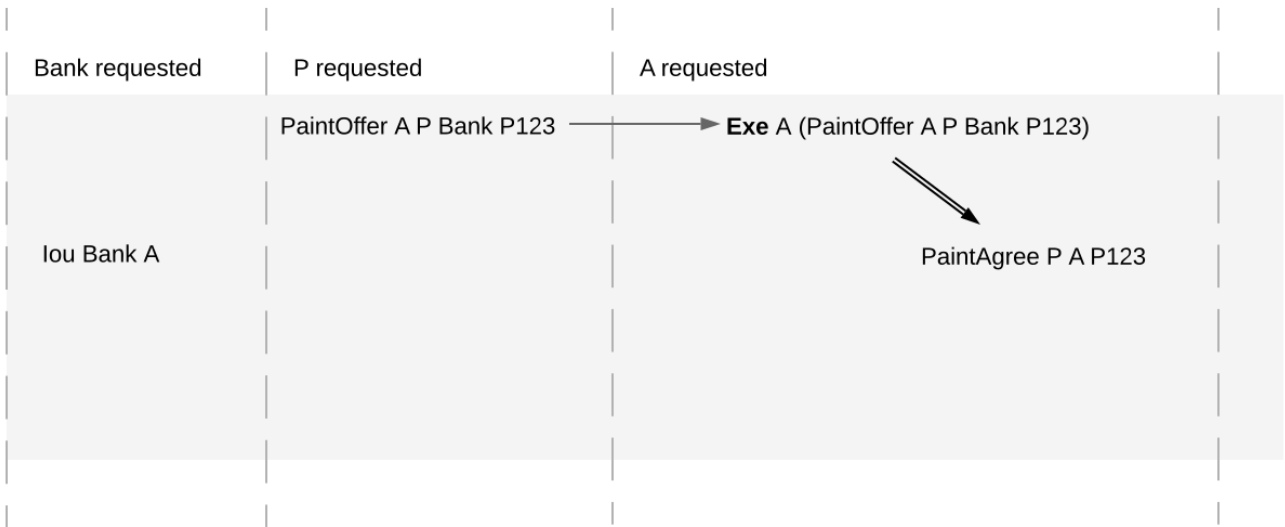 Bank requested
P requested
A requested
PaintOffer A P Bank P123
Exe A (PaintOffer A P Bank P123)
Iou Bank A
PaintAgree P A P123